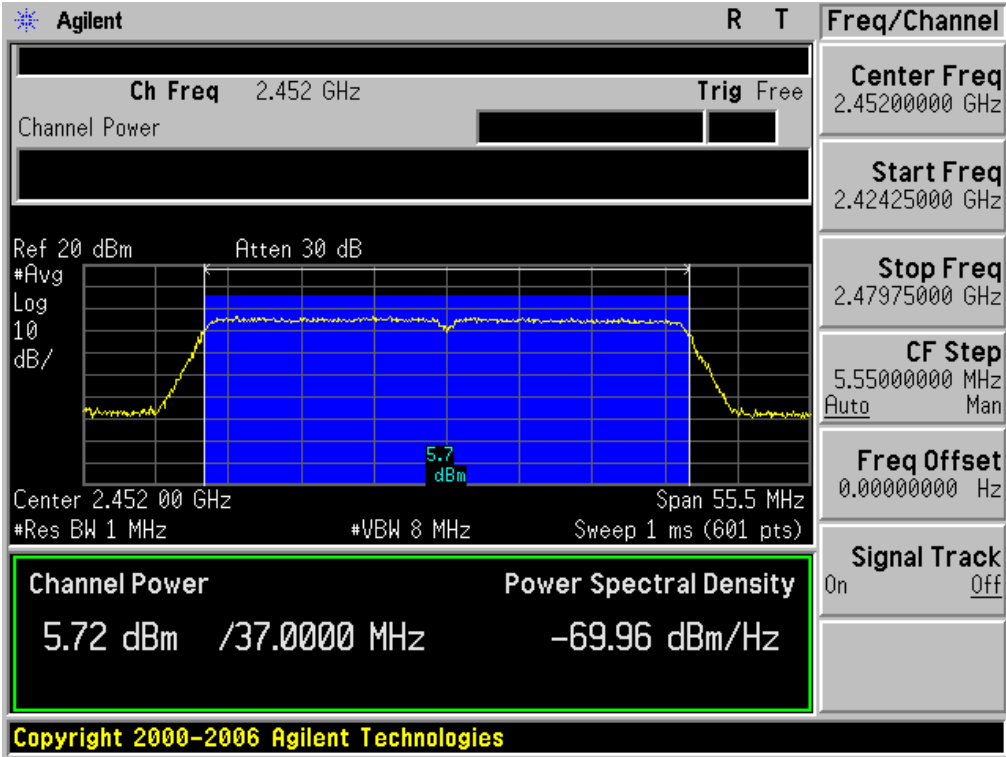 Agilent R T
Ch Freq 2.452 GHz Trig Free
Channel Power
Ref 20 dBm Atten 30 dB
#Avg
Log
10
dB/
5.7
dBm
Center 2.452 00 GHz Span 55.5 MHz
#Res BW 1 MHz #VBW 8 MHz Sweep 1 ms (601 pts)
Channel Power Power Spectral Density
5.72 dBm /37.0000 MHz -69.96 dBm/Hz
Copyright 2000-2006 Agilent Technologies
Freq/Channel
Center Freq
2.45200000 GHz
Start Freq
2.42425000 GHz
Stop Freq
2.47975000 GHz
CF Step
5.55000000 MHz
Auto Man
Freq Offset
0.00000000 Hz
Signal Track
On Off